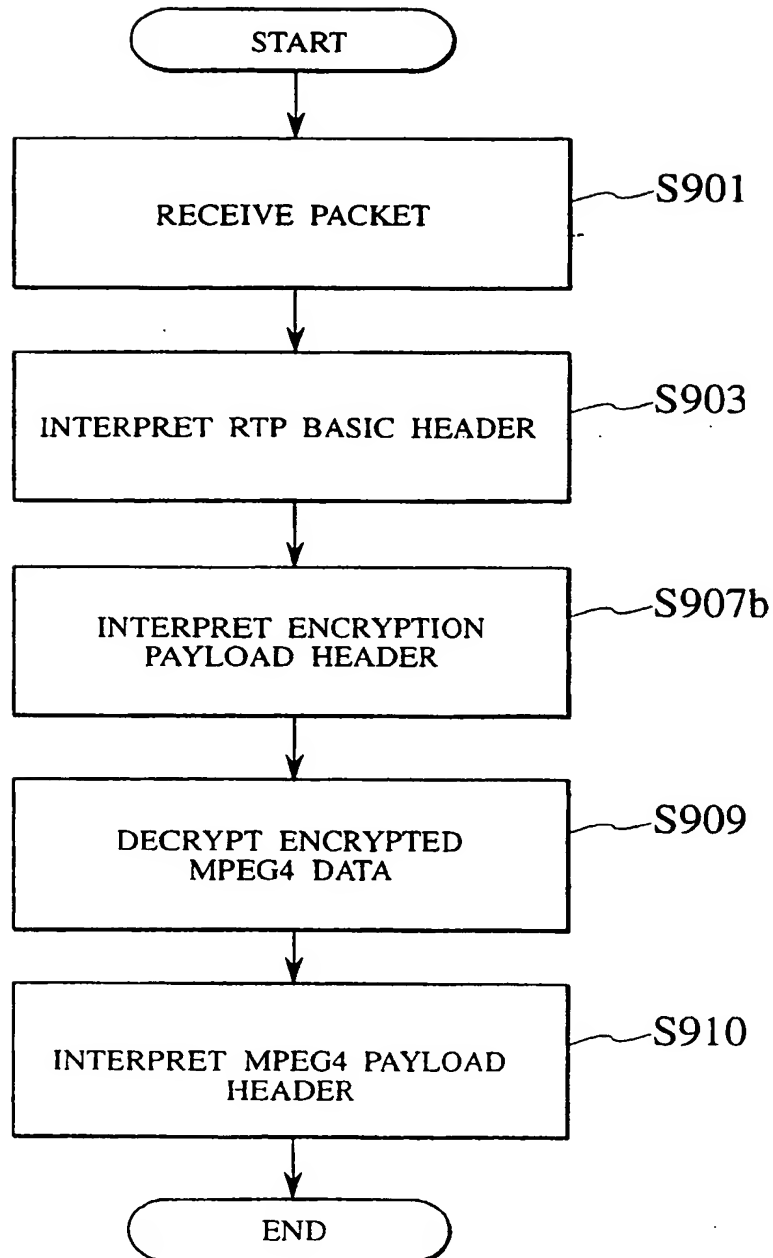 START
RECEIVE PACKET
S901
INTERPRET RTP BASIC HEADER
S903
INTERPRET ENCRYPTION
PAYLOAD HEADER
S907b
DECRYPT ENCRYPTED
MPEG4 DATA
S909
INTERPRET MPEG4 PAYLOAD
HEADER
S910
END